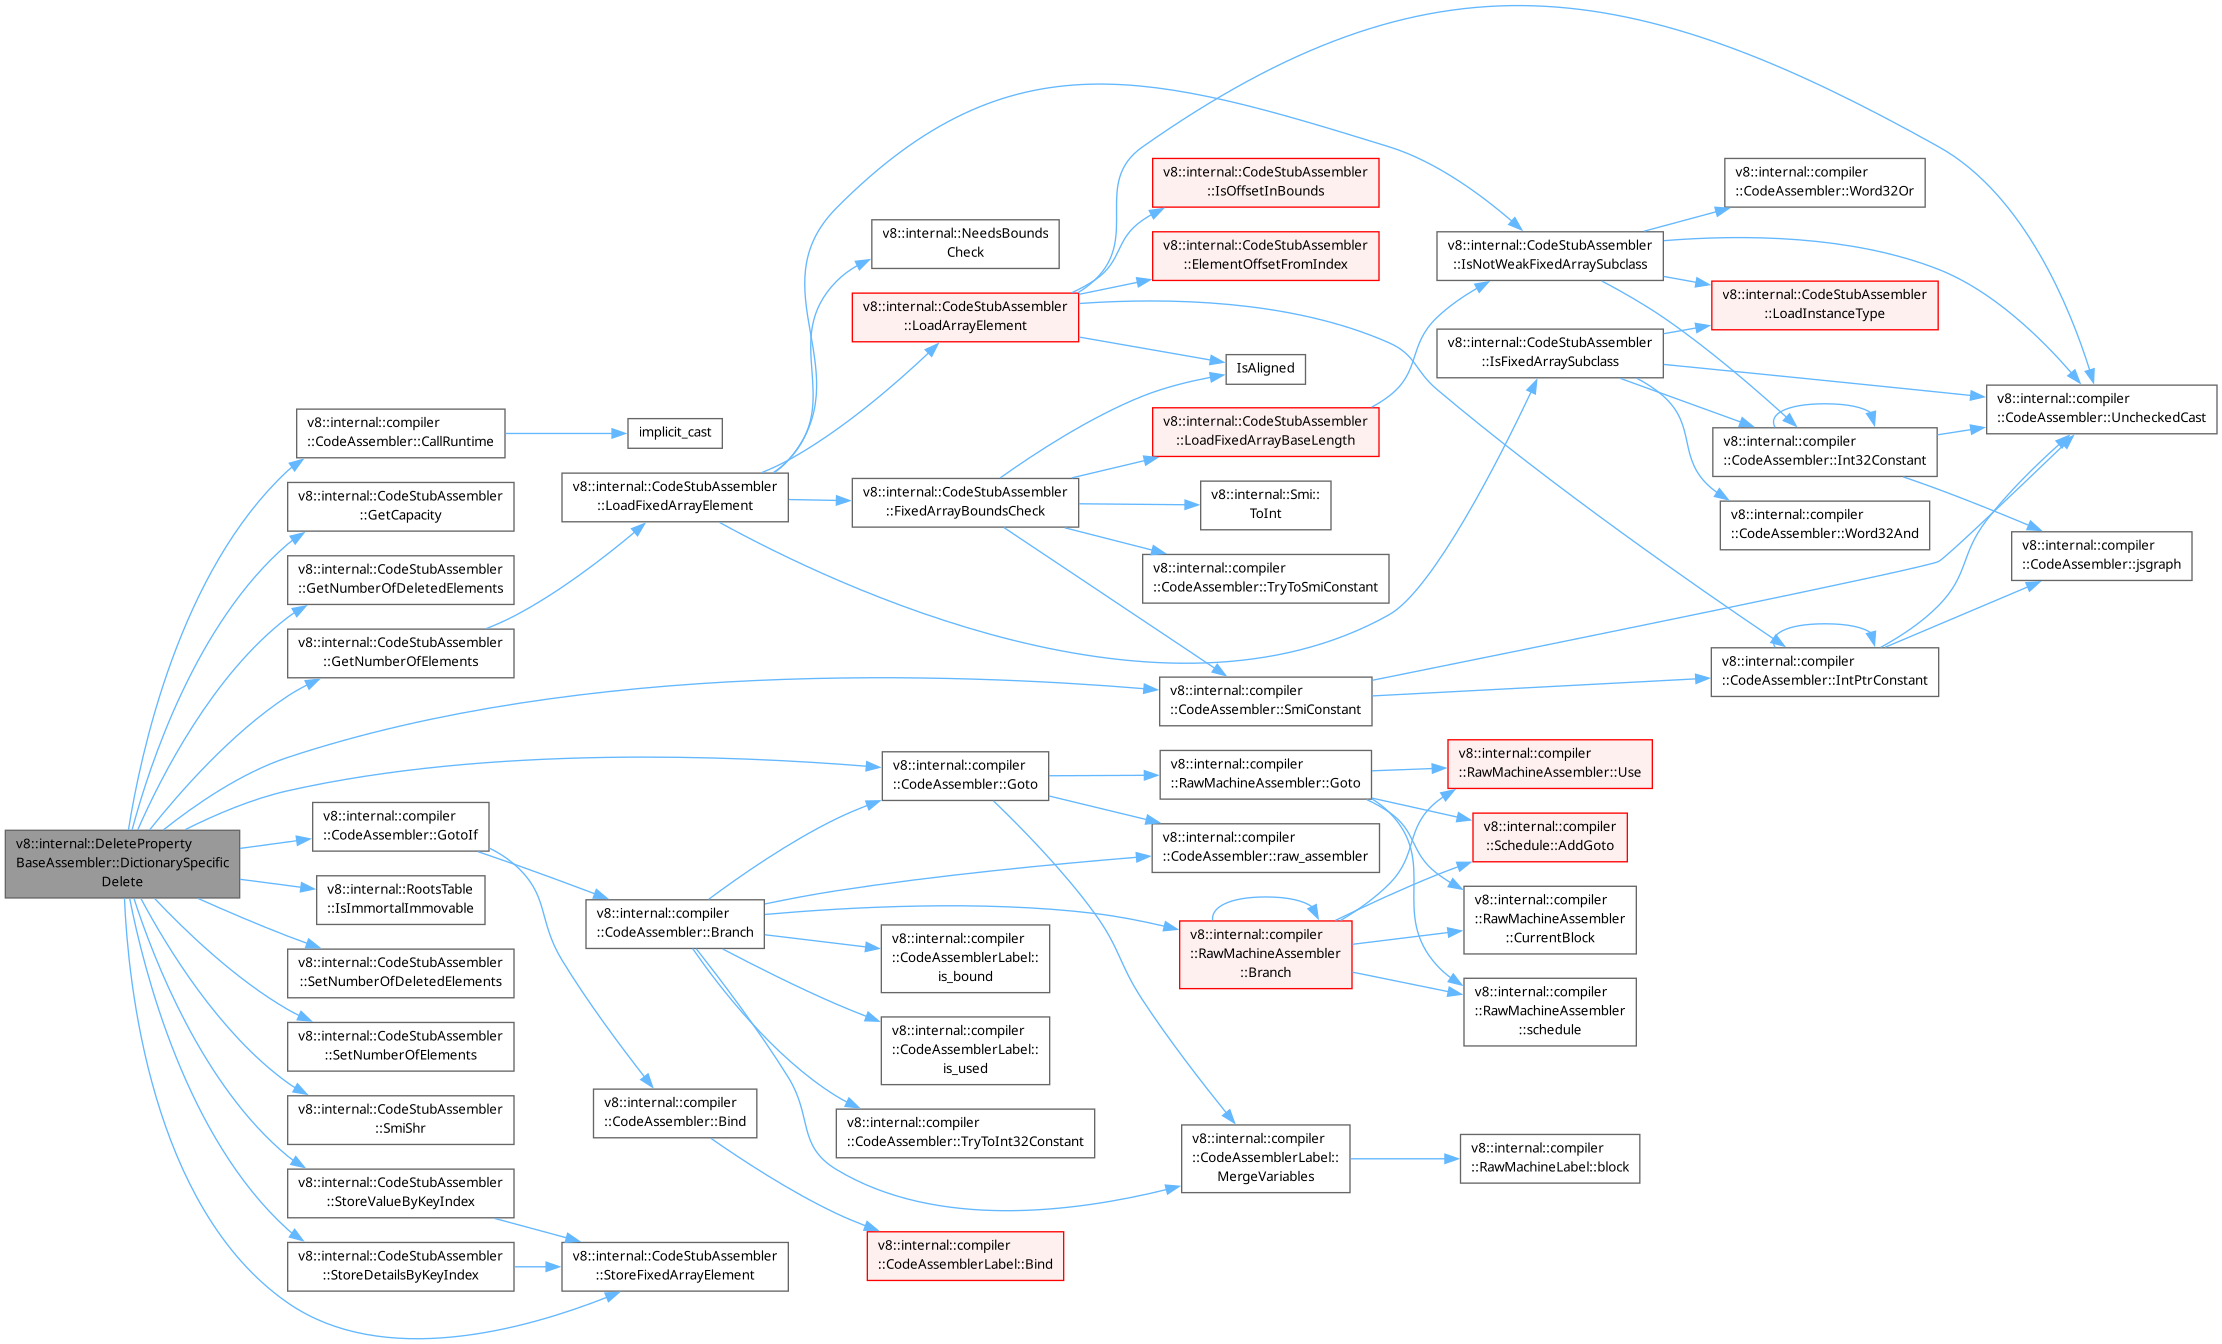 v8::internal::DeleteProperty
BaseAssembler::DictionarySpecific
Delete
v8::internal::compiler
::CodeAssembler::CallRuntime
implicit_cast
v8::internal::CodeStubAssembler
::GetCapacity
v8::internal::CodeStubAssembler
::GetNumberOfDeletedElements
v8::internal::CodeStubAssembler
::GetNumberOfElements
v8::internal::CodeStubAssembler
::LoadFixedArrayElement
v8::internal::NeedsBounds
Check
v8::internal::CodeStubAssembler
::LoadArrayElement
v8::internal::CodeStubAssembler
::IsOffsetInBounds
v8::internal::CodeStubAssembler
::ElementOffsetFromIndex
IsAligned
v8::internal::CodeStubAssembler
::LoadFixedArrayBaseLength
v8::internal::CodeStubAssembler
::FixedArrayBoundsCheck
v8::internal::Smi::
ToInt
v8::internal::compiler
::CodeAssembler::TryToSmiConstant
v8::internal::compiler
::CodeAssembler::SmiConstant
v8::internal::CodeStubAssembler
::IsNotWeakFixedArraySubclass
v8::internal::CodeStubAssembler
::IsFixedArraySubclass
v8::internal::compiler
::CodeAssembler::Word32Or
v8::internal::CodeStubAssembler
::LoadInstanceType
v8::internal::compiler
::CodeAssembler::Int32Constant
v8::internal::compiler
::CodeAssembler::Word32And
v8::internal::compiler
::CodeAssembler::UncheckedCast
v8::internal::compiler
::CodeAssembler::jsgraph
v8::internal::compiler
::CodeAssembler::IntPtrConstant
v8::internal::compiler
::CodeAssembler::GotoIf
v8::internal::RootsTable
::IsImmortalImmovable
v8::internal::CodeStubAssembler
::SetNumberOfDeletedElements
v8::internal::CodeStubAssembler
::SetNumberOfElements
v8::internal::CodeStubAssembler
::SmiShr
v8::internal::CodeStubAssembler
::StoreValueByKeyIndex
v8::internal::CodeStubAssembler
::StoreDetailsByKeyIndex
v8::internal::CodeStubAssembler
::StoreFixedArrayElement
v8::internal::compiler
::CodeAssembler::Branch
v8::internal::compiler
::CodeAssembler::Bind
v8::internal::compiler
::CodeAssembler::Goto
v8::internal::compiler
::CodeAssemblerLabel::
is_bound
v8::internal::compiler
::CodeAssemblerLabel::
is_used
v8::internal::compiler
::CodeAssembler::TryToInt32Constant
v8::internal::compiler
::CodeAssemblerLabel::Bind
v8::internal::compiler
::RawMachineAssembler::Goto
v8::internal::compiler
::CodeAssembler::raw_assembler
v8::internal::compiler
::RawMachineAssembler
::Branch
v8::internal::compiler
::CodeAssemblerLabel::
MergeVariables
v8::internal::compiler
::RawMachineAssembler::Use
v8::internal::compiler
::Schedule::AddGoto
v8::internal::compiler
::RawMachineAssembler
::CurrentBlock
v8::internal::compiler
::RawMachineAssembler
::schedule
v8::internal::compiler
::RawMachineLabel::block